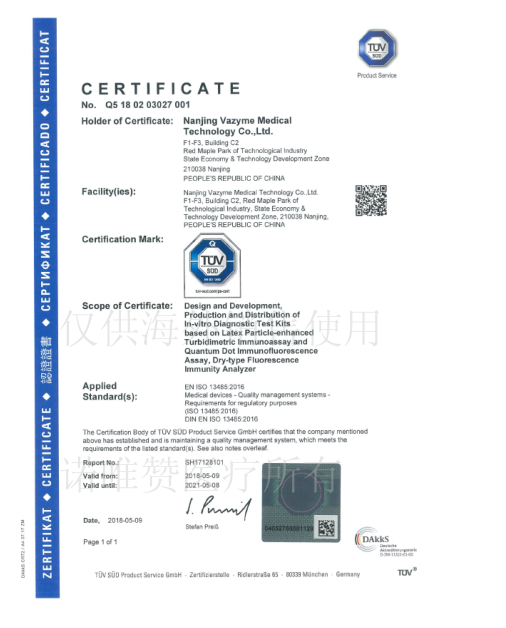 TÜV
SÜD
Product Service
CERTIFICATE
No. Q5 18 02 03027 001
Holder of Certificate: Nanjing Vazyme Medical
Technology Co.,Ltd.
F1-F3, Building C2
Red Maple Park of Technological Industry
State Economy & Technology Development Zone
210038 Nanjing
PEOPLE'S REPUBLIC OF CHINA
Facility(ies): Nanjing Vazyme Medical Technology Co.,Ltd.
F1-F3, Building C2, Red Maple Park of
Technological Industry, State Economy &
Technology Development Zone, 210038 Nanjing,
PEOPLE'S REPUBLIC OF CHINA
Certification Mark:
TÜV
SÜD
Scope of Certificate: Design and Development,
Production and Distribution of
In-vitro Diagnostic Test Kits
based on Latex Particle-enhanced
Turbidimetric Immunoassay and
Quantum Dot Immunofluorescence
Assay, Dry-type Fluorescence
Immunity Analyzer
仅供海 使用
Applied
Standard(s): EN ISO 13485:2016
Medical devices - Quality management systems -
Requirements for regulatory purposes
(ISO 13485:2016)
DIN EN ISO 13485:2016
The Certification Body of TÜV SÜD Product Service GmbH certifies that the company mentioned
above has established and is maintaining a quality management system, which meets the
requirements of the listed standard(s). See also notes overleaf.
Report No.: SH17128101
Valid from: 2018-05-09
Valid until: 2021-05-08
诺唯赞医疗所有
Date, 2018-05-09
Stefan Preiß
Page 1 of 1
DAkkS
Deutsche
Akkreditierungsstelle
TÜV SÜD Product Service GmbH · Zertifizierstelle · Ridlerstraße 65 · 80339 München · Germany
TÜV®
ZERTIFIKAT ◆ CERTIFICATE ◆ 認證證書 ◆ СЕРТИФИКАТ ◆ CERTIFICADO ◆ CERTIFICAT